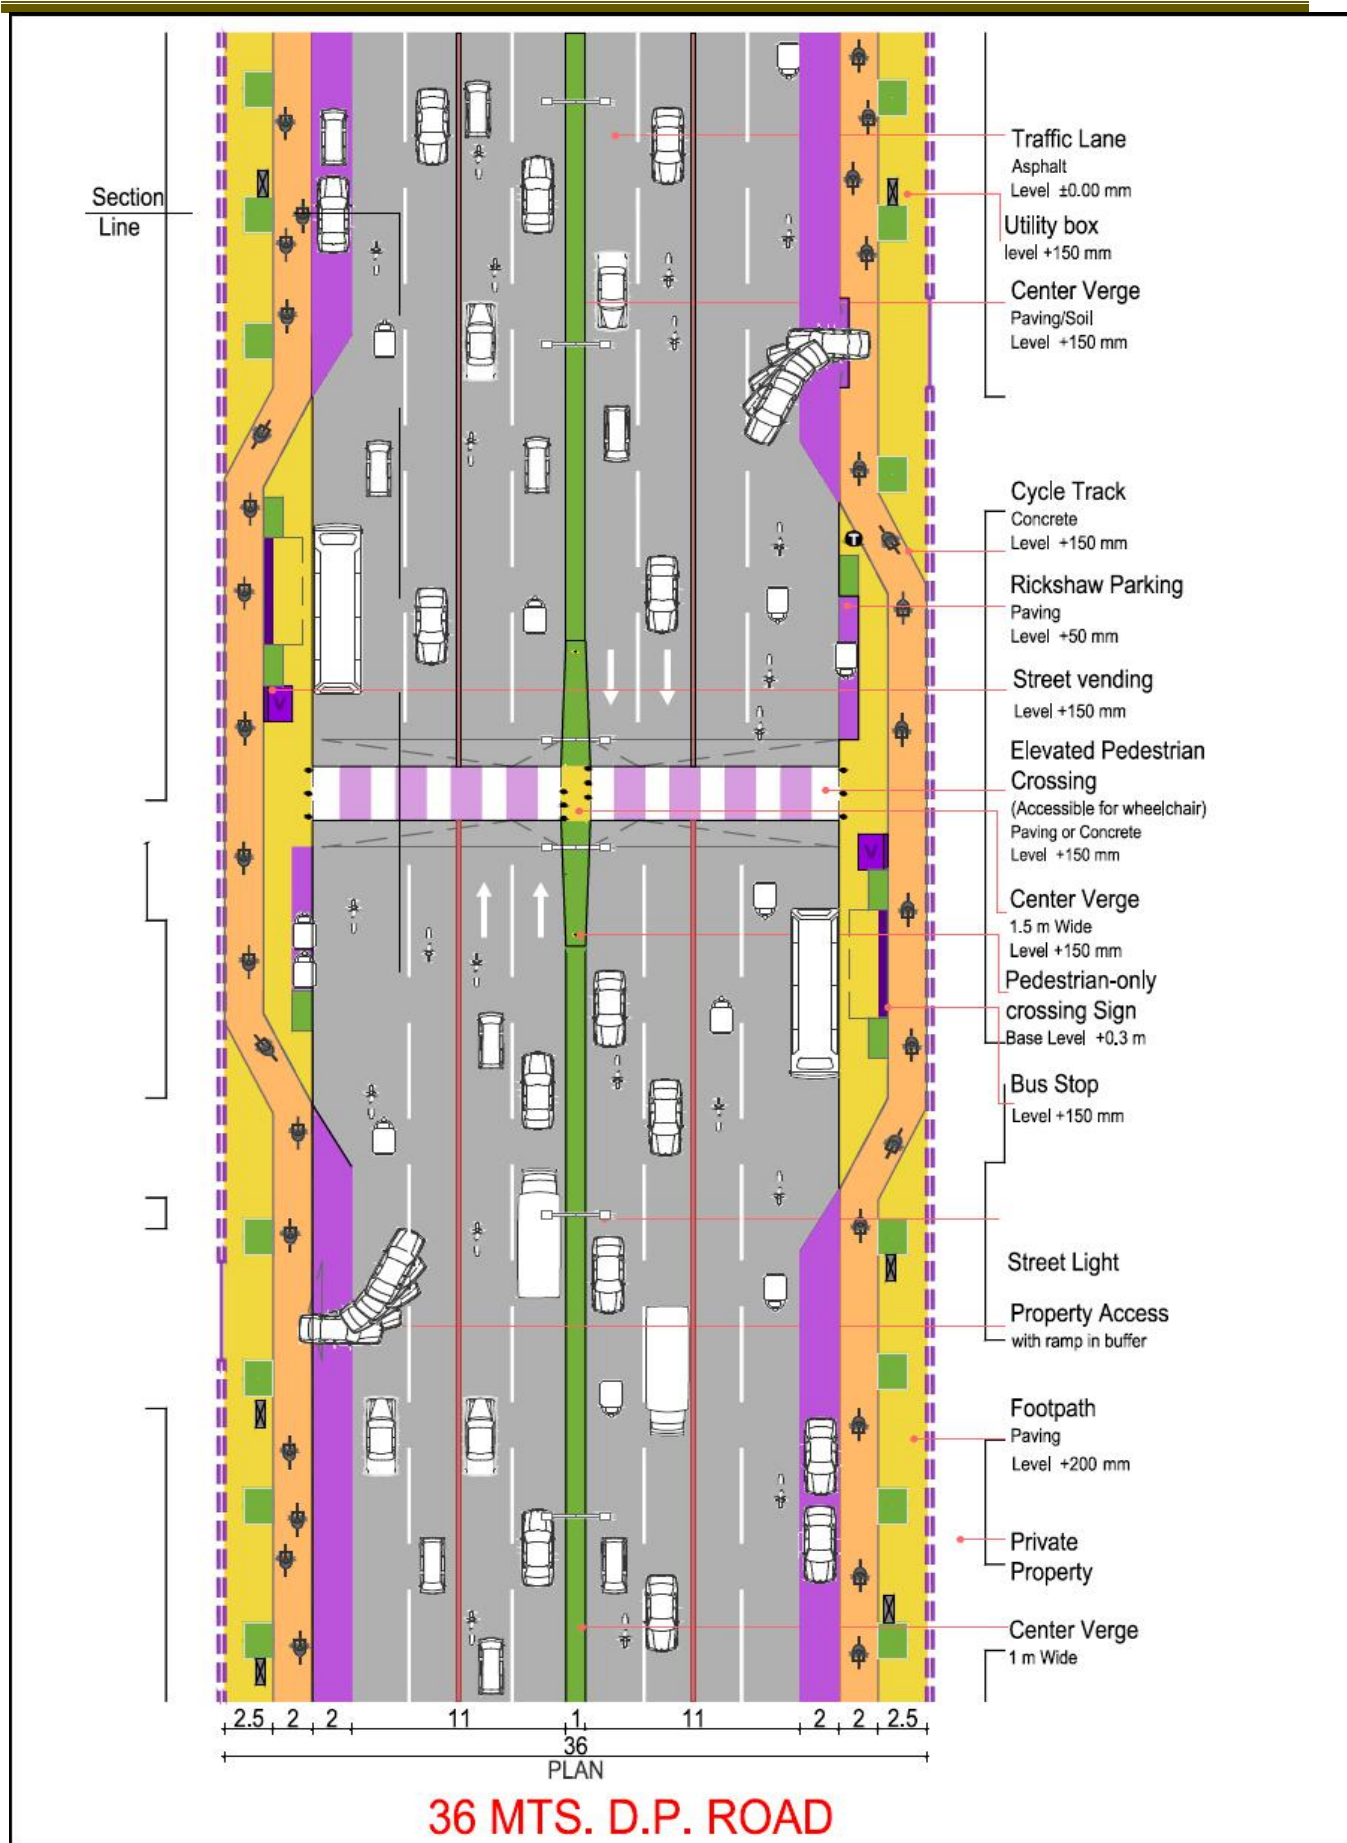 Section
Line
Traffic Lane
Asphalt
Level ±0.00 mm
Utility box
level +150 mm
Center Verge
Paving/Soil
Level +150 mm
Cycle Track
Concrete
Level +150 mm
T
Rickshaw Parking
Paving
Level +50 mm
Street vending
Level +150 mm
V
Elevated Pedestrian
Crossing
(Accessible for wheelchair)
Paving or Concrete
Level +150 mm
V
Center Verge
1.5 m Wide
Level +150 mm
Pedestrian-only
crossing Sign
Base Level +0.3 m
Bus Stop
Level +150 mm
Street Light
Property Access
with ramp in buffer
Footpath
Paving
Level +200 mm
Private
Property
Center Verge
1 m Wide
2.5 2 2 11 1 11 2 2 2.5
36
PLAN
36 MTS. D.P. ROAD